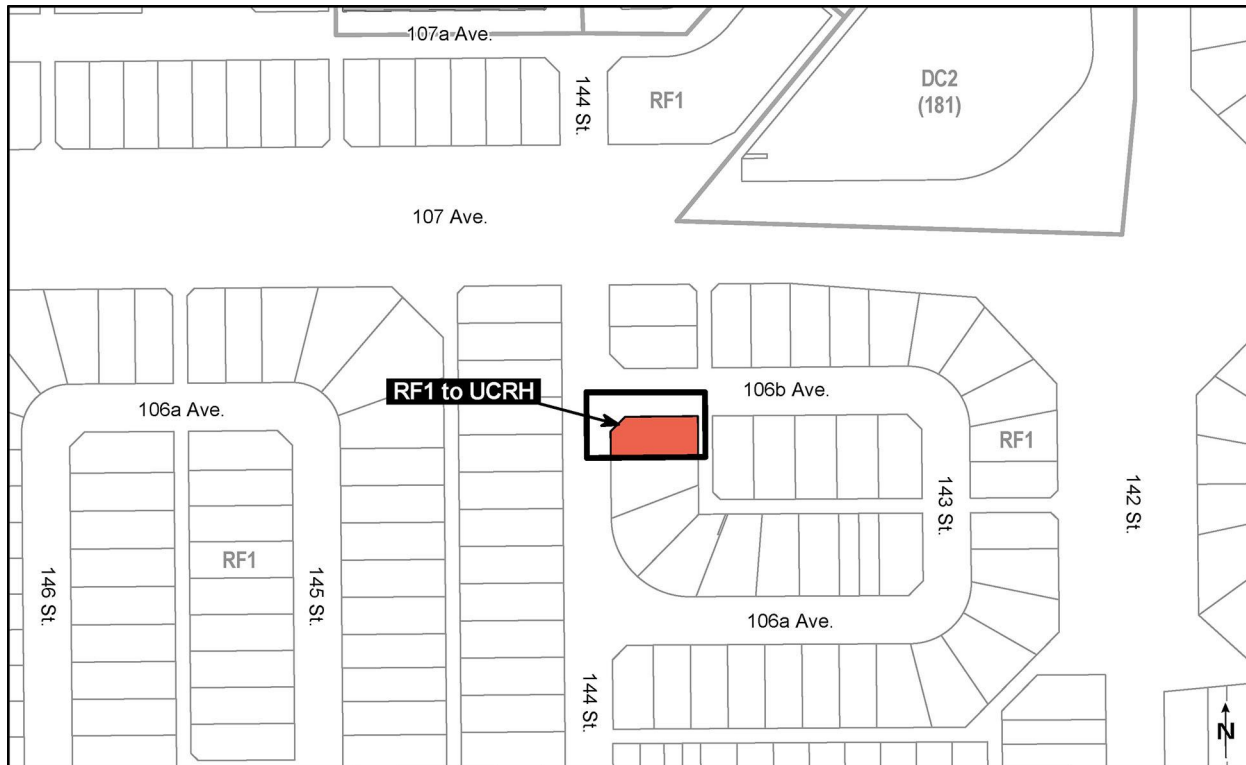 107a Ave.
144 St.
RF1
DC2
(181)
107 Ave.
RF1 to UCRH
106b Ave.
106a Ave.
RF1
143 St.
142 St.
RF1
146 St.
145 St.
106a Ave.
144 St.
N